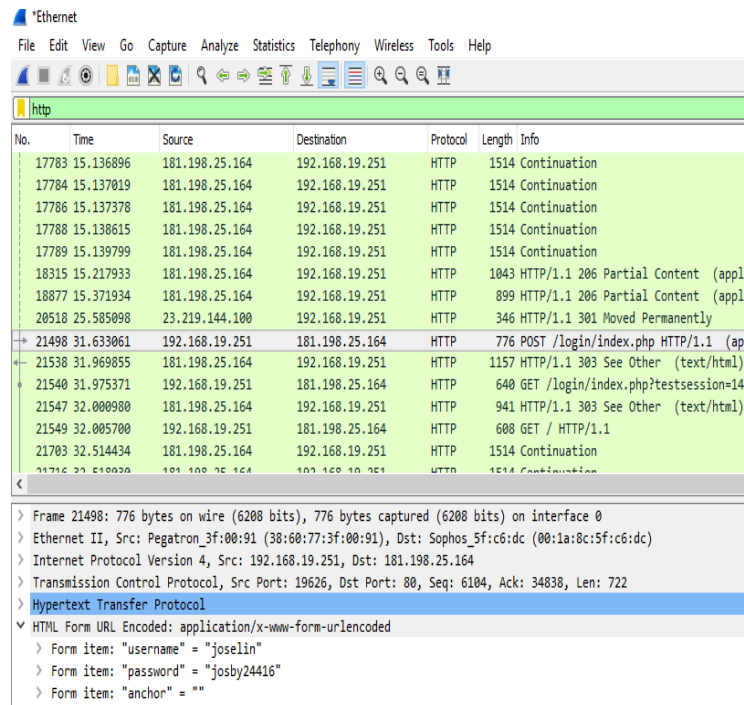 *Ethernet
File Edit View Go Capture Analyze Statistics Telephony Wireless Tools Help
http
No. Time Source Destination Protocol Length Info
17783 15.136896 181.198.25.164 192.168.19.251 HTTP 1514 Continuation
17784 15.137019 181.198.25.164 192.168.19.251 HTTP 1514 Continuation
17786 15.137378 181.198.25.164 192.168.19.251 HTTP 1514 Continuation
17788 15.138615 181.198.25.164 192.168.19.251 HTTP 1514 Continuation
17789 15.139799 181.198.25.164 192.168.19.251 HTTP 1514 Continuation
18315 15.217933 181.198.25.164 192.168.19.251 HTTP 1043 HTTP/1.1 206 Partial Content (appl
18877 15.371934 181.198.25.164 192.168.19.251 HTTP 899 HTTP/1.1 206 Partial Content (appl
20518 25.585098 23.219.144.100 192.168.19.251 HTTP 346 HTTP/1.1 301 Moved Permanently
21498 31.633061 192.168.19.251 181.198.25.164 HTTP 776 POST /login/index.php HTTP/1.1 (ap
21538 31.969855 181.198.25.164 192.168.19.251 HTTP 1157 HTTP/1.1 303 See Other (text/html)
21540 31.975371 192.168.19.251 181.198.25.164 HTTP 640 GET /login/index.php?testsession=14
21547 32.000980 181.198.25.164 192.168.19.251 HTTP 941 HTTP/1.1 303 See Other (text/html)
21549 32.005700 192.168.19.251 181.198.25.164 HTTP 608 GET / HTTP/1.1
21703 32.514434 181.198.25.164 192.168.19.251 HTTP 1514 Continuation
21716 32.518030 181.198.25.164 192.168.19.251 HTTP 1514 Continuation
Frame 21498: 776 bytes on wire (6208 bits), 776 bytes captured (6208 bits) on interface 0
Ethernet II, Src: Pegatron_3f:00:91 (38:60:77:3f:00:91), Dst: Sophos_5f:c6:dc (00:1a:8c:5f:c6:dc)
Internet Protocol Version 4, Src: 192.168.19.251, Dst: 181.198.25.164
Transmission Control Protocol, Src Port: 19626, Dst Port: 80, Seq: 6104, Ack: 34838, Len: 722
Hypertext Transfer Protocol
HTML Form URL Encoded: application/x-www-form-urlencoded
Form item: "username" = "joselin"
Form item: "password" = "josby24416"
Form item: "anchor" = ""